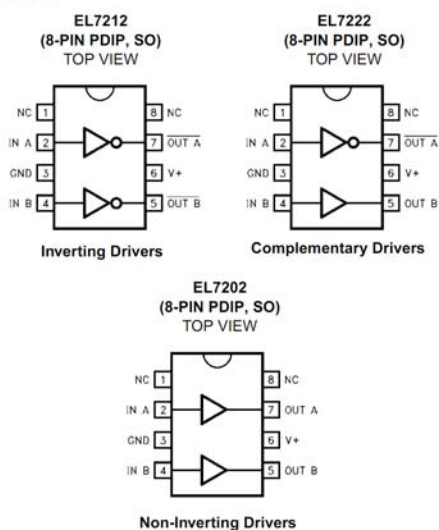 EL7212
(8-PIN PDIP, SO)
TOP VIEW
NC 1
8 NC
IN A 2
7 OUT A
GND 3
6 V+
IN B 4
5 OUT B
Inverting Drivers
EL7222
(8-PIN PDIP, SO)
TOP VIEW
NC 1
8 NC
IN A 2
7 OUT A
GND 3
6 V+
IN B 4
5 OUT B
Complementary Drivers
EL7202
(8-PIN PDIP, SO)
TOP VIEW
NC 1
8 NC
IN A 2
7 OUT A
GND 3
6 V+
IN B 4
5 OUT B
Non-Inverting Drivers